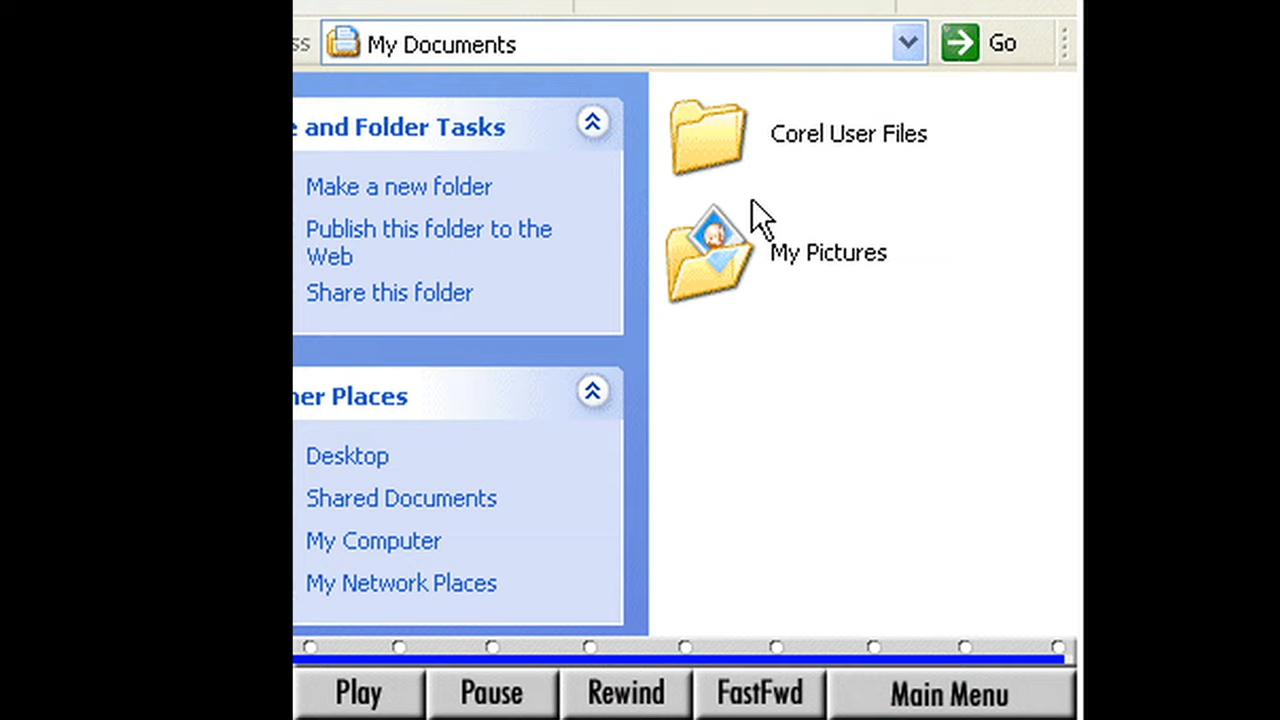 ss My Documents Go
e and Folder Tasks
Make a new folder
Publish this folder to the
Web
Share this folder
her Places
Desktop
Shared Documents
My Computer
My Network Places
Corel User Files
My Pictures
Play Pause Rewind FastFwd Main Menu